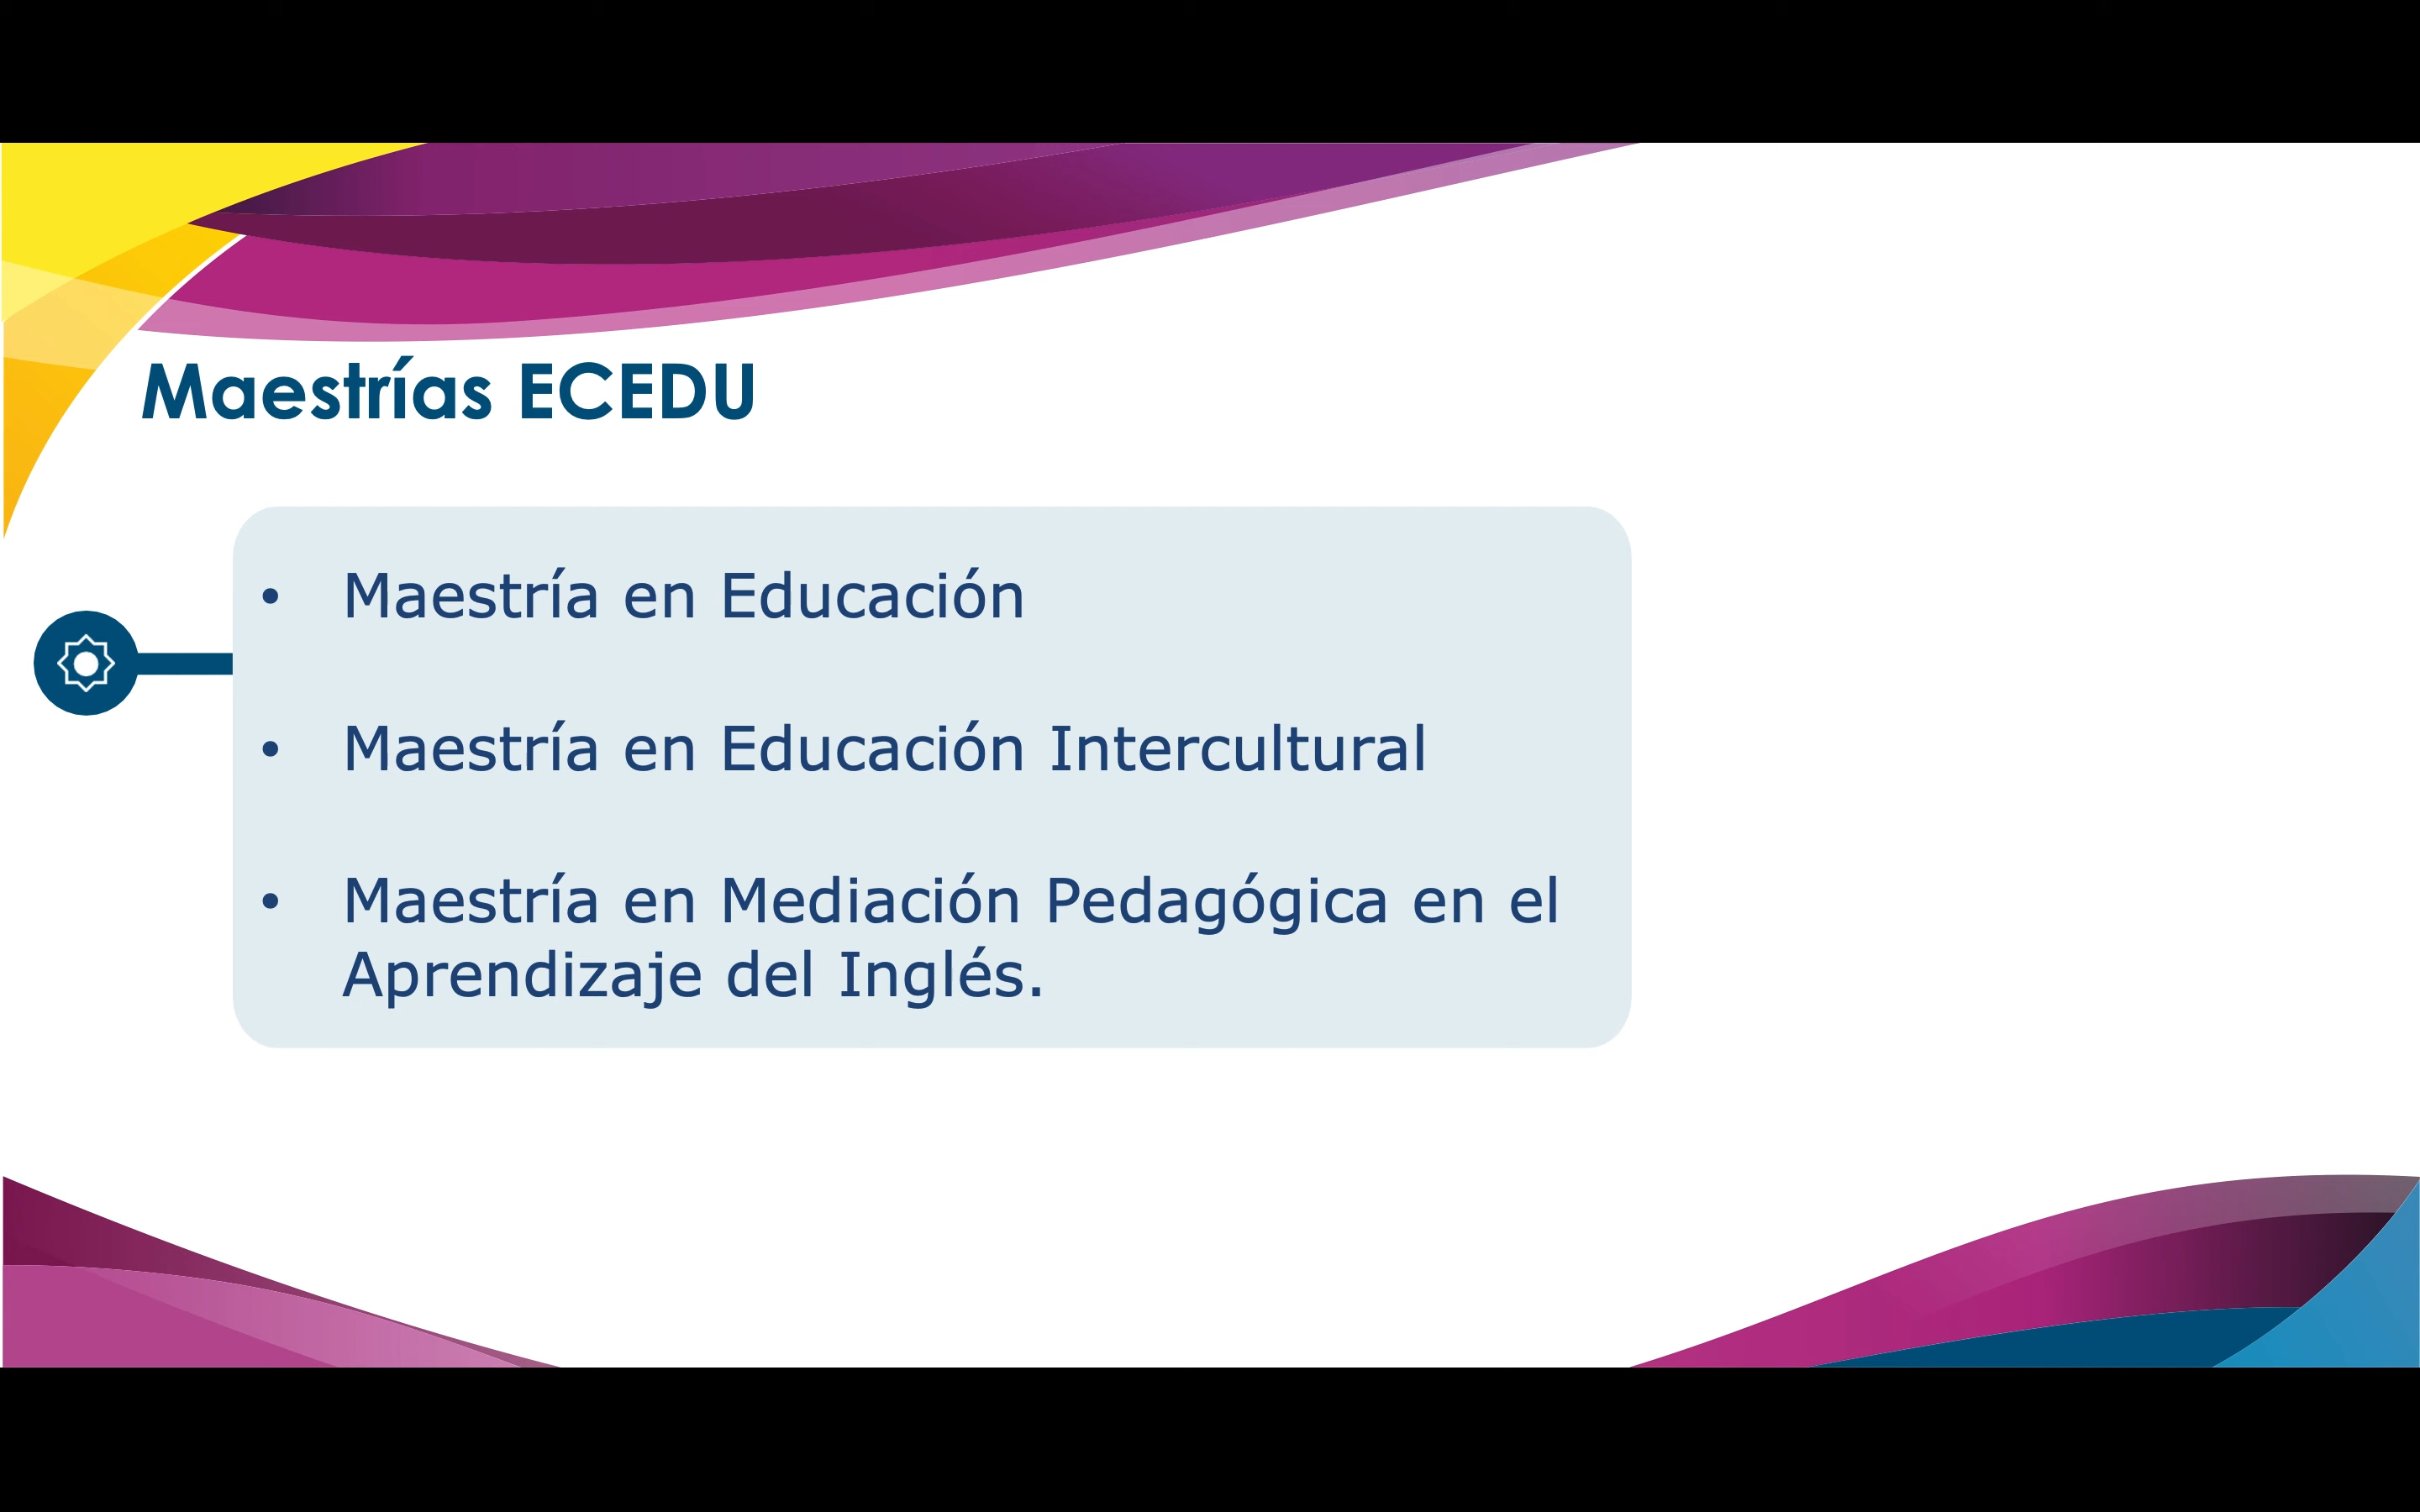 Maestrías ECEDU
• Maestría en Educación
• Maestría en Educación Intercultural
• Maestría en Mediación Pedagógica en el
Aprendizaje del Inglés.